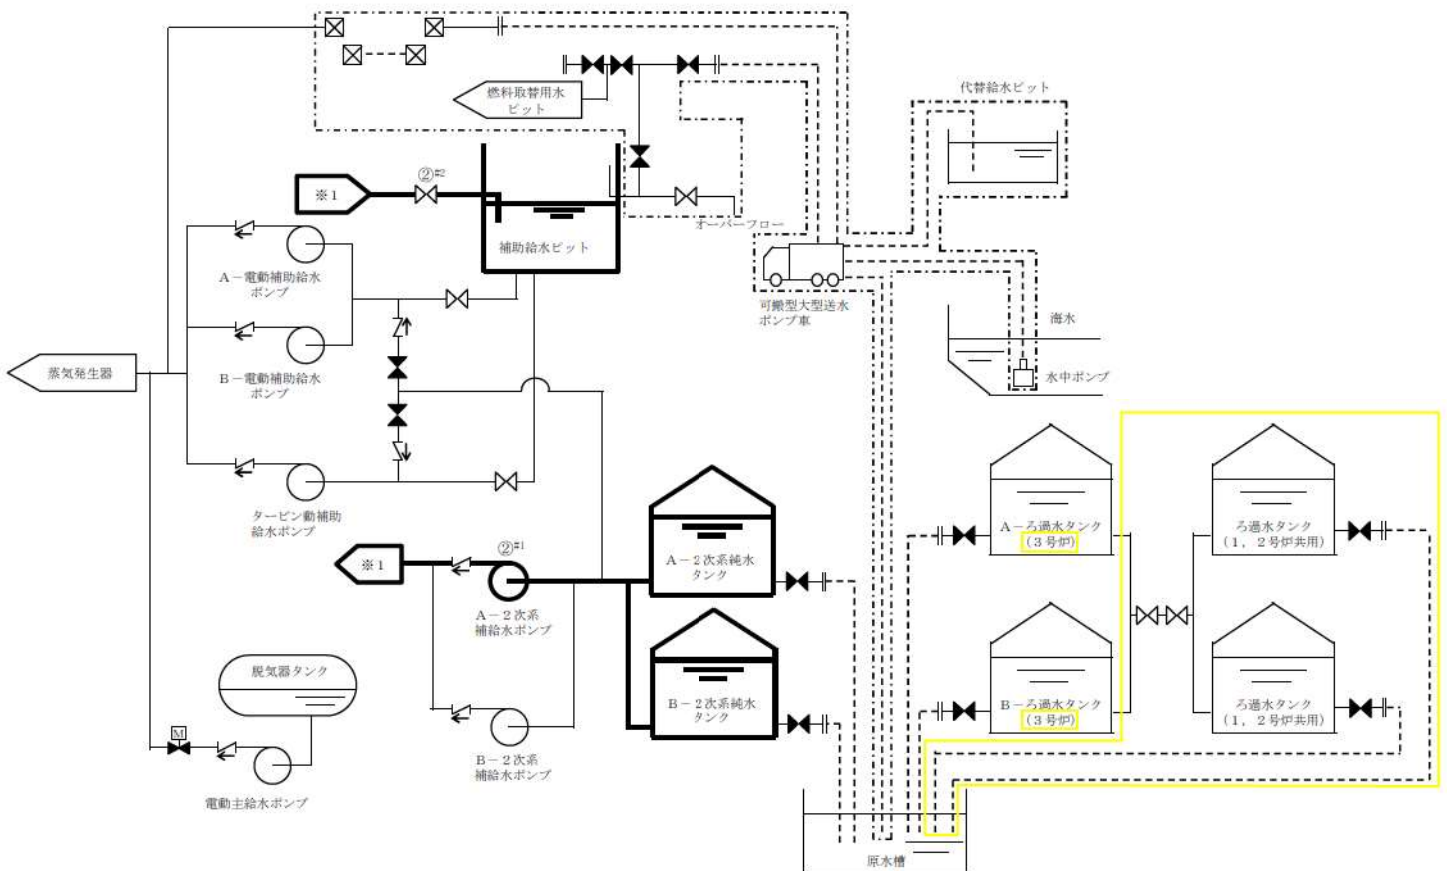 燃料取替用水
ピット
代替給水ピット
※1
②#2
オーバーフロー
補助給水ピット
A－電動補助給水
ポンプ
可搬型大型送水
ポンプ車
海水
B－電動補助給水
ポンプ
蒸気発生器
水中ポンプ
タービン動補助
給水ポンプ
A－ろ過水タンク
(3号炉)
ろ過水タンク
(1，2号炉共用)
※1
②#1
A－2次系純水
タンク
A－2次系
補給水ポンプ
脱気器タンク
B－2次系純水
タンク
B－ろ過水タンク
(3号炉)
ろ過水タンク
(1，2号炉共用)
M
B－2次系
補給水ポンプ
電動主給水ポンプ
原水槽